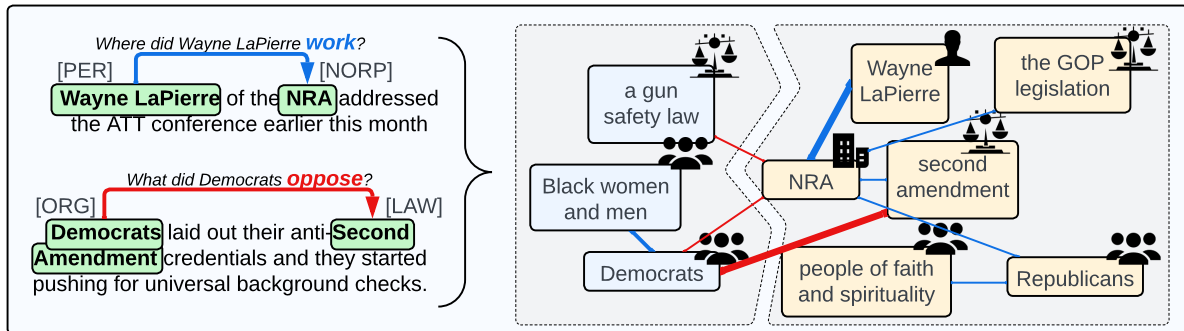 Where did Wayne LaPierre work?
[PER] [NORP]
Wayne LaPierre of the NRA addressed
the ATT conference earlier this month
What did Democrats oppose?
[ORG] [LAW]
Democrats laid out their anti-Second
Amendment credentials and they started
pushing for universal background checks.
a gun
safety law
Black women
and men
Democrats
Wayne
LaPierre
the GOP
legislation
NRA
second
amendment
people of faith
and spirituality
Republicans